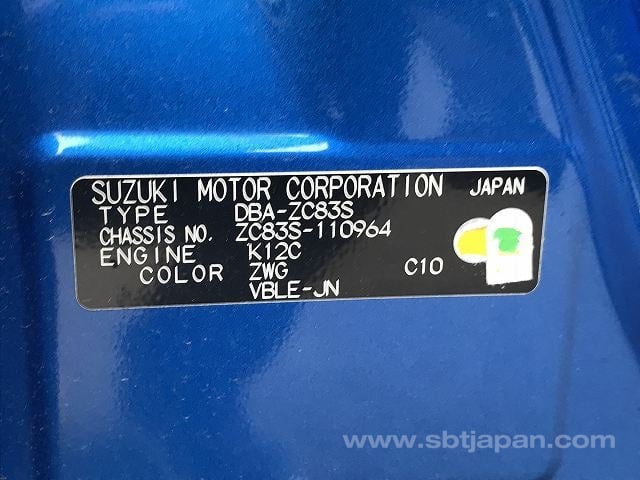 SUZUKI MOTOR CORPORATION JAPAN
TYPE DBA-ZC83S
CHASSIS NO. ZC83S-110964
ENGINE K12C
COLOR ZWG C10
VBLE-JN
www.sbtjapan.com